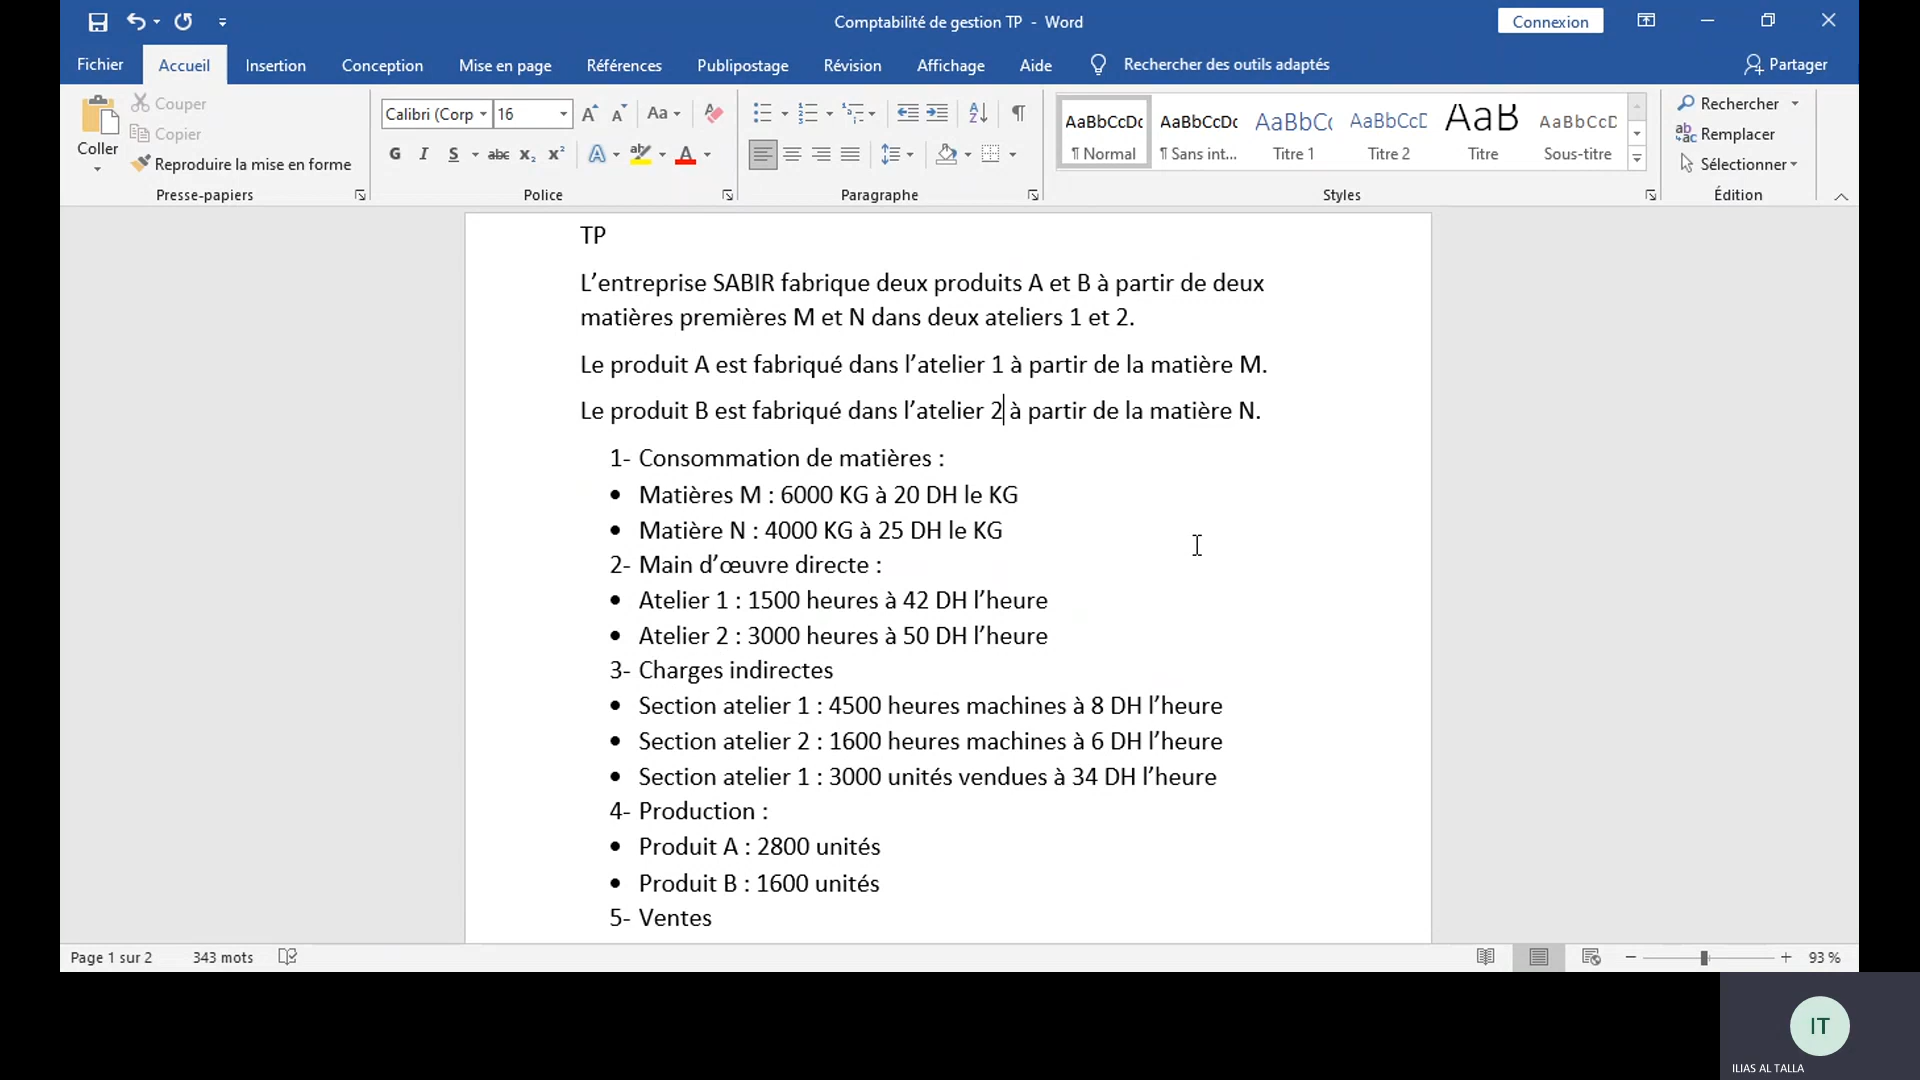 Comptabilité de gestion TP - Word
Connexion
Fichier Accueil Insertion Conception Mise en page Références Publipostage Révision Affichage Aide Rechercher des outils adaptés Partager
Coller
Couper
Copier
Reproduire la mise en forme
Presse-papiers
Calibri (Corp 16
Aa
G I S abc x₂ x² A ab A
Police
Paragraphe
AaBbCcDc AaBbCcDc AaBbCc AaBbCcD AaB AaBbCcD
¶ Normal ¶ Sans int... Titre 1 Titre 2 Titre Sous-titre
Styles
Rechercher
Remplacer
Sélectionner
Édition
TP
L’entreprise SABIR fabrique deux produits A et B à partir de deux
matières premières M et N dans deux ateliers 1 et 2.
Le produit A est fabriqué dans l’atelier 1 à partir de la matière M.
Le produit B est fabriqué dans l’atelier 2 à partir de la matière N.
1- Consommation de matières :
• Matières M : 6000 KG à 20 DH le KG
• Matière N : 4000 KG à 25 DH le KG
2- Main d’œuvre directe :
• Atelier 1 : 1500 heures à 42 DH l’heure
• Atelier 2 : 3000 heures à 50 DH l’heure
3- Charges indirectes
• Section atelier 1 : 4500 heures machines à 8 DH l’heure
• Section atelier 2 : 1600 heures machines à 6 DH l’heure
• Section atelier 1 : 3000 unités vendues à 34 DH l’heure
4- Production :
• Produit A : 2800 unités
• Produit B : 1600 unités
5- Ventes
Page 1 sur 2 343 mots 93 %
IT
ILIAS AL TALLA